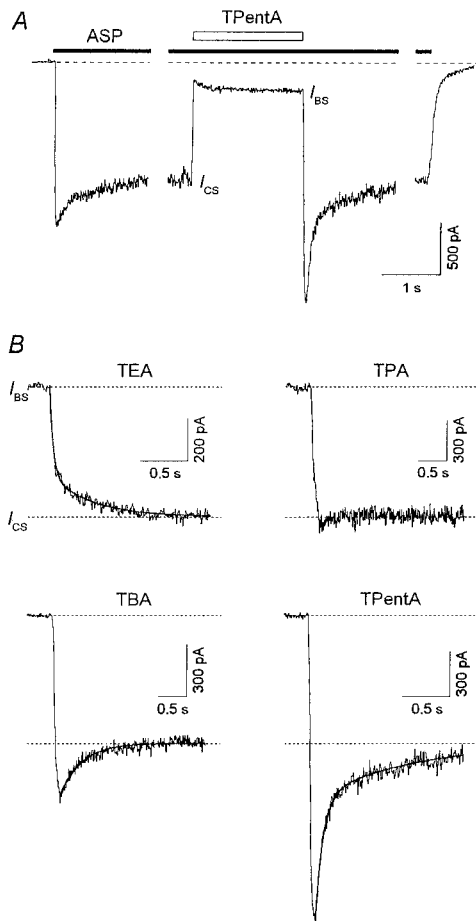 A
TPentA
ASP
I_BS
I_CS
500 pA
1 s
B
TEA
TPA
I_BS
200 pA
0.5 s
300 pA
0.5 s
I_CS
TBA
TPentA
300 pA
0.5 s
300 pA
0.5 s